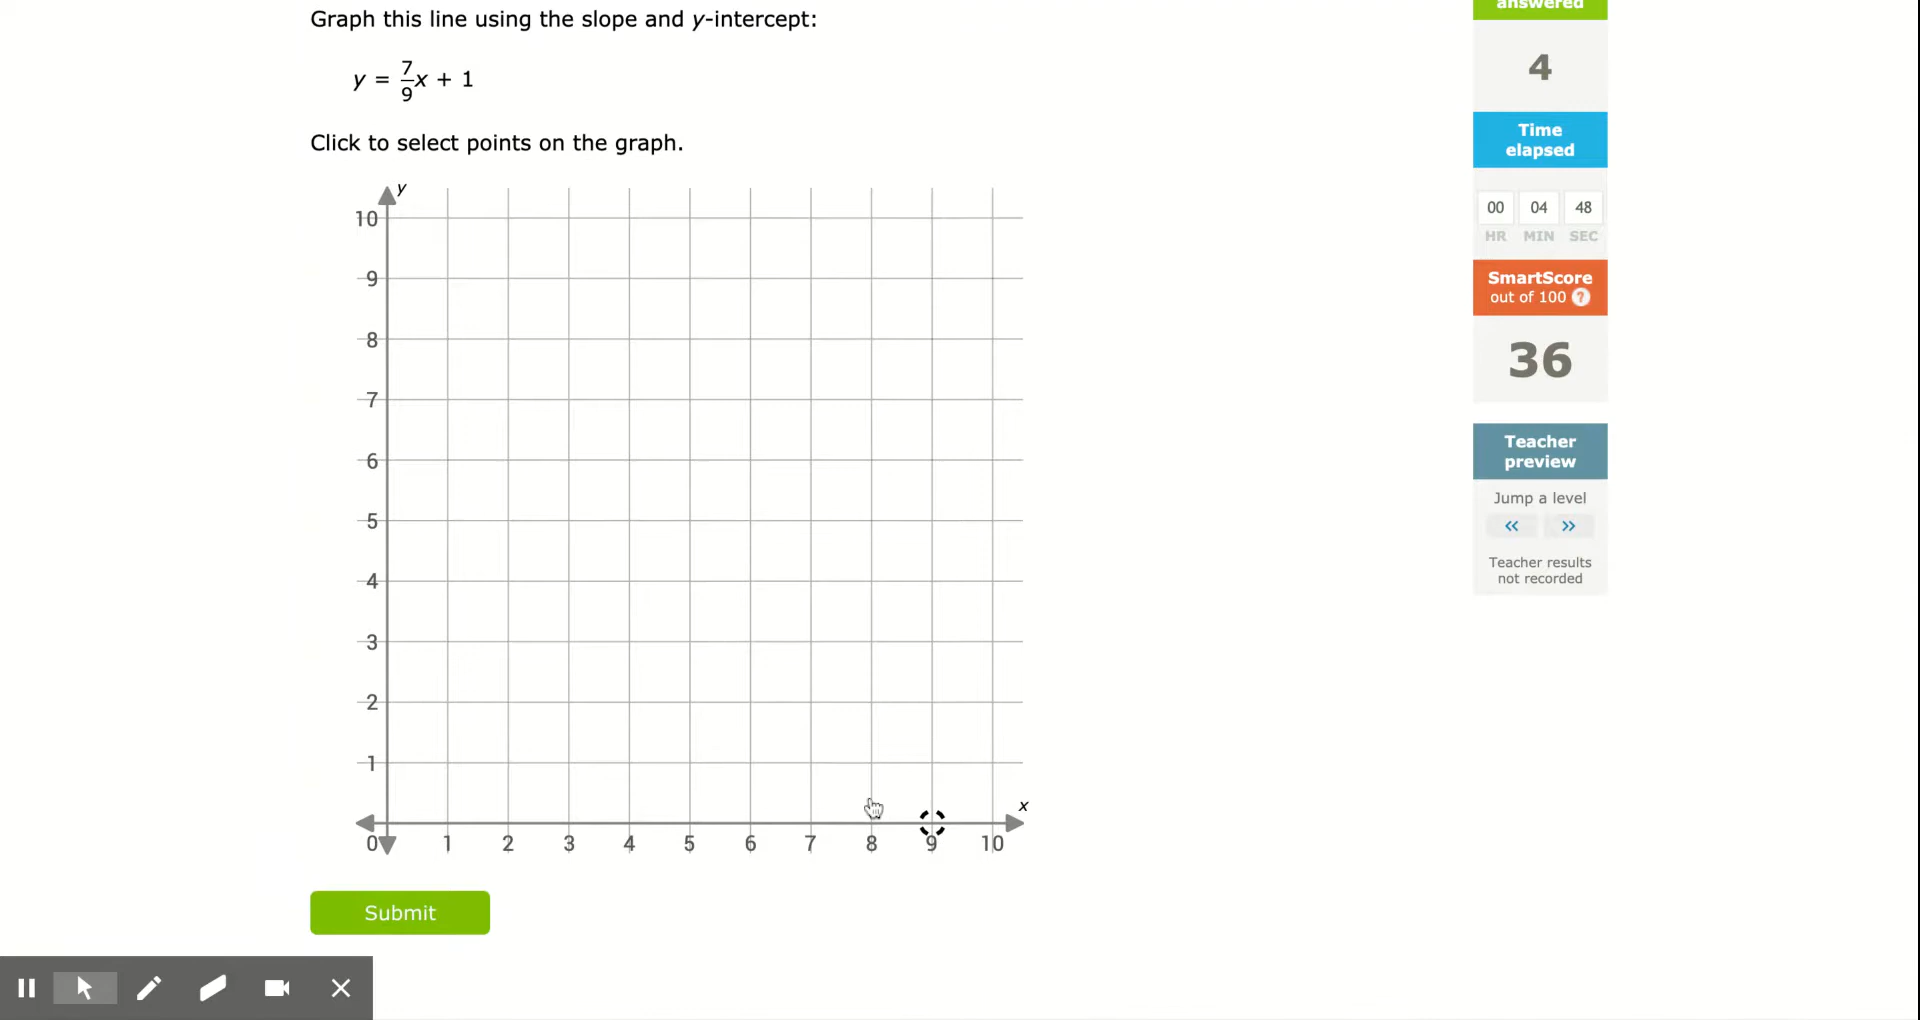 Graph this line using the slope and y-intercept:
y = 7/9 x + 1
Click to select points on the graph.
y
10
9
8
7
6
5
4
3
2
1
x
0 1 2 3 4 5 6 7 8 9 10
Submit
answered
4
Time
elapsed
00 04 48
HR MIN SEC
SmartScore
out of 100 ?
36
Teacher
preview
Jump a level
« »
Teacher results
not recorded